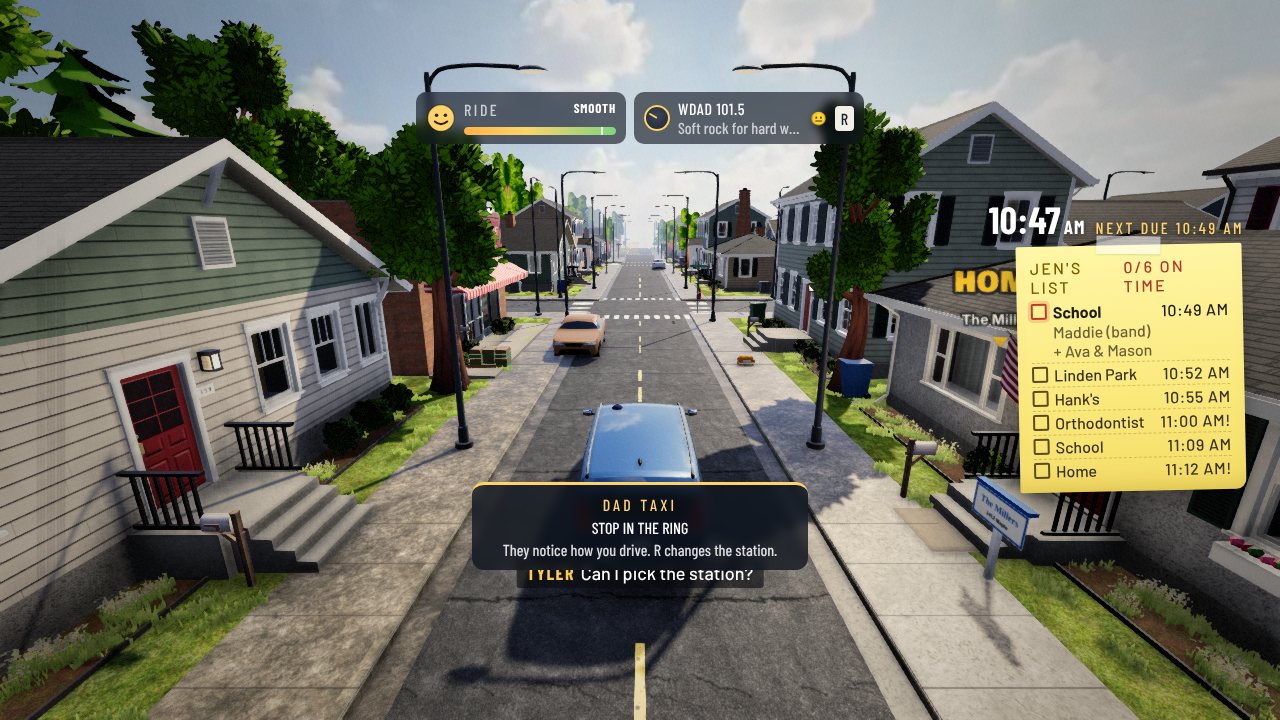 RIDE
SMOOTH
WDAD 101.5
Soft rock for hard w...
R
10:47 AM NEXT DUE 10:49 AM
JEN'S LIST
0/6 ON TIME
School 10:49 AM
Maddie (band)
+ Ava & Mason
Linden Park 10:52 AM
Hank's 10:55 AM
Orthodontist 11:00 AM!
School 11:09 AM
Home 11:12 AM!
HOM
The Mill
The Millers
DAD TAXI
STOP IN THE RING
They notice how you drive. R changes the station.
TYLER Can I pick the station?